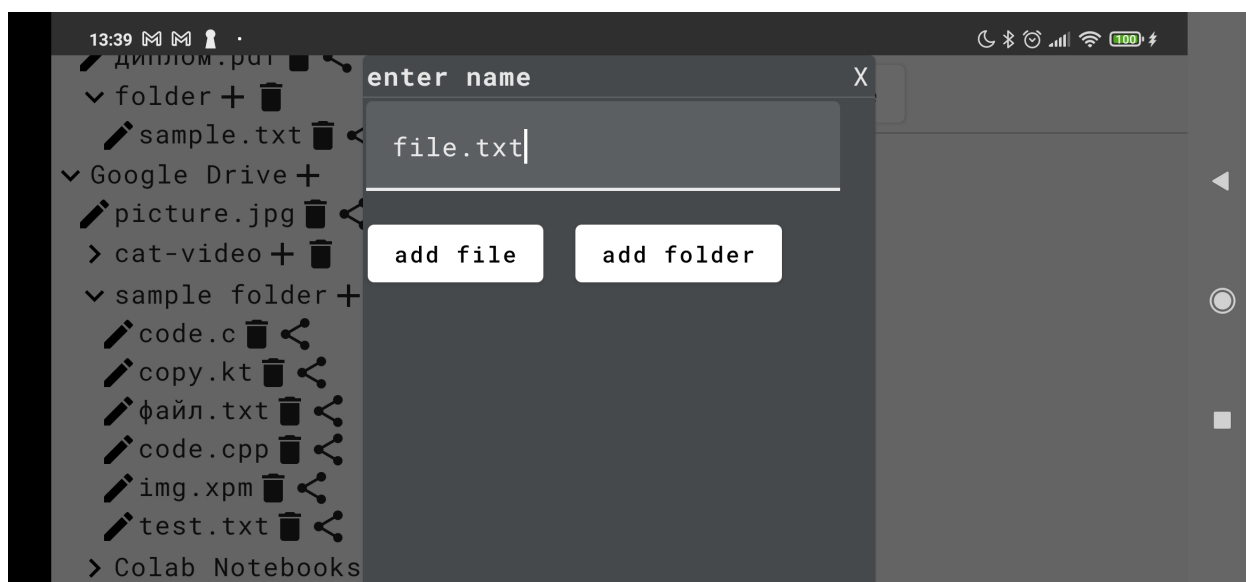 13:39
100
диплом.pdf
folder
sample.txt
Google Drive
picture.jpg
cat-video
sample folder
code.c
copy.kt
файл.txt
code.cpp
img.xpm
test.txt
Colab Notebooks
enter name X
file.txt
add file add folder